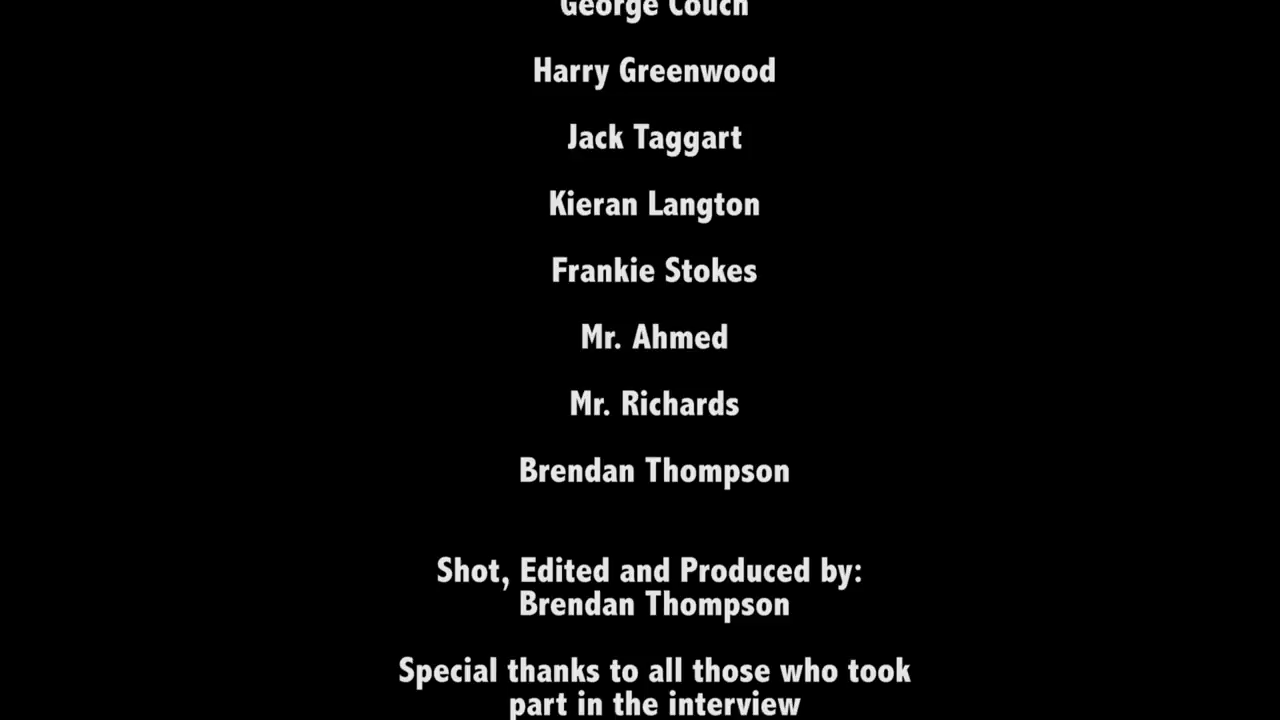 George Couch
Harry Greenwood
Jack Taggart
Kieran Langton
Frankie Stokes
Mr. Ahmed
Mr. Richards
Brendan Thompson
Shot, Edited and Produced by:
Brendan Thompson
Special thanks to all those who took
part in the interview